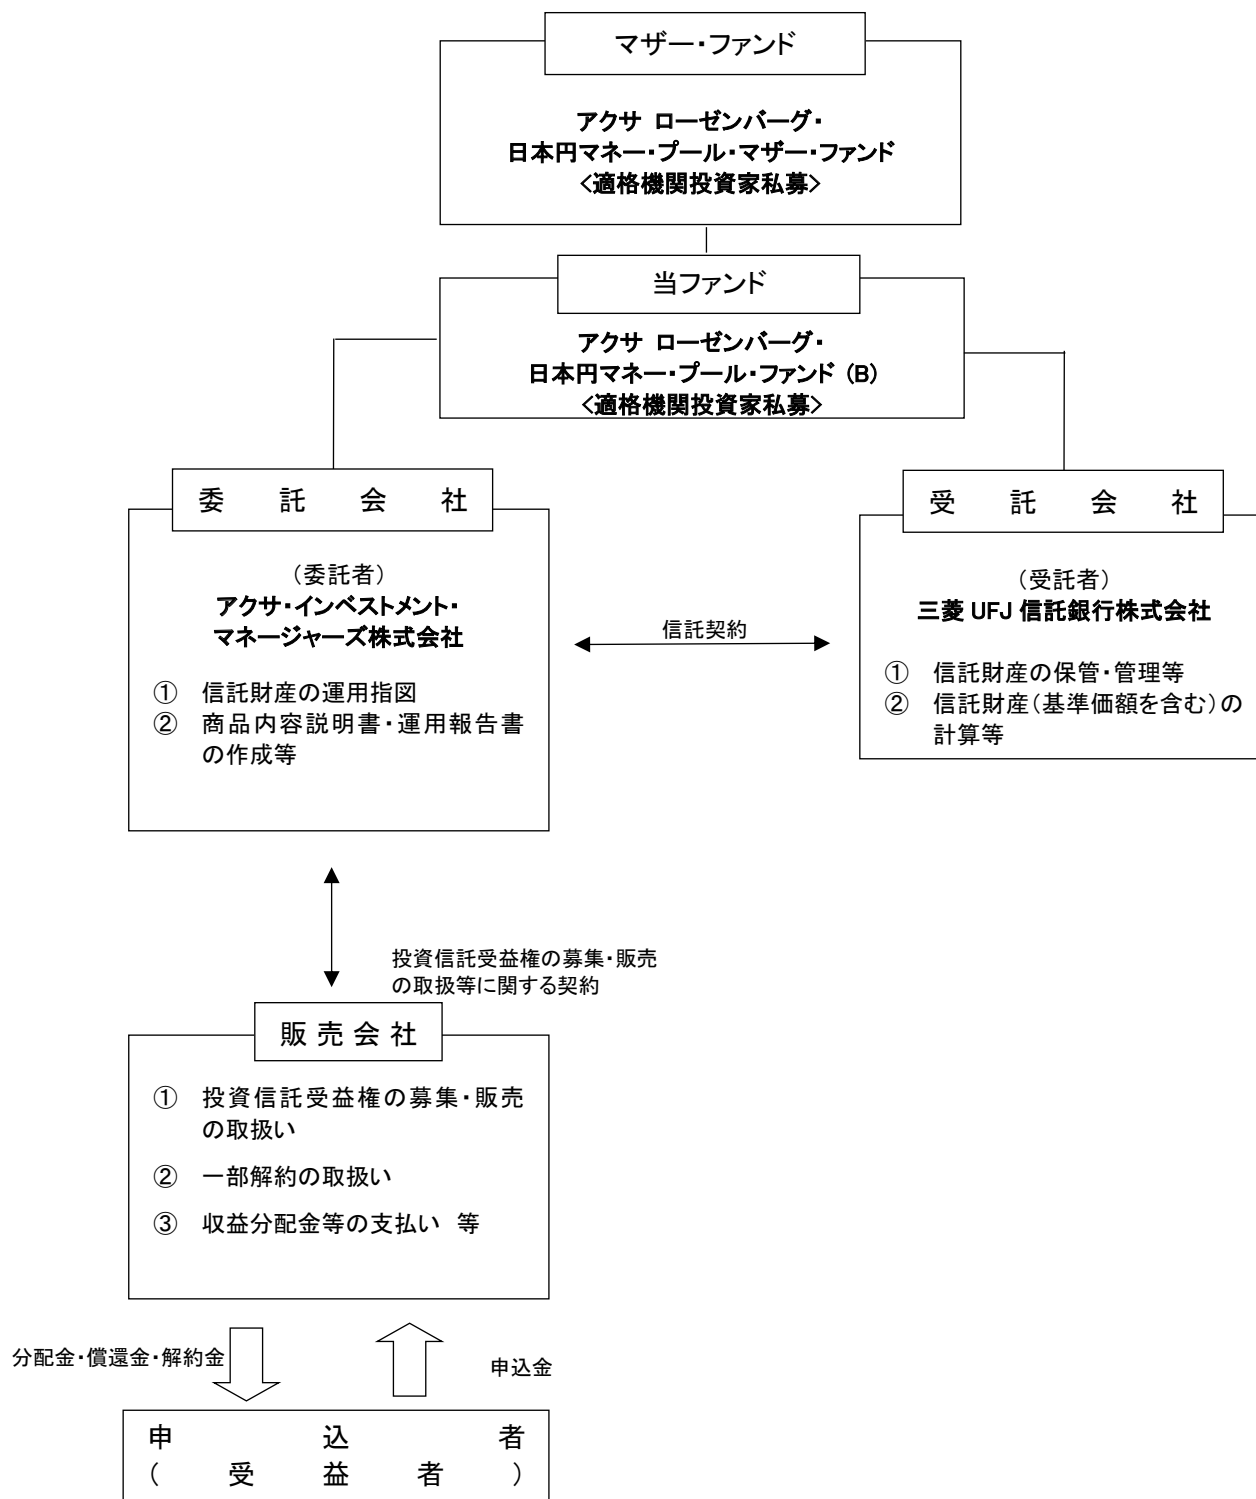 マザー・ファンド
アクサ ローゼンバーグ・
日本円マネー・プール・マザー・ファンド
<適格機関投資家私募>
当ファンド
アクサ ローゼンバーグ・
日本円マネー・プール・ファンド (B)
<適格機関投資家私募>
委託会社
(委託者)
アクサ・インベストメント・
マネージャーズ株式会社
① 信託財産の運用指図
② 商品内容説明書・運用報告書
の作成等
信託契約
受託会社
(受託者)
三菱 UFJ 信託銀行株式会社
① 信託財産の保管・管理等
② 信託財産(基準価額を含む)の
計算等
投資信託受益権の募集・販売
の取扱等に関する契約
販売会社
① 投資信託受益権の募集・販売
の取扱い
② 一部解約の取扱い
③ 収益分配金等の支払い 等
分配金・償還金・解約金
申込金
申込者
(受益者)